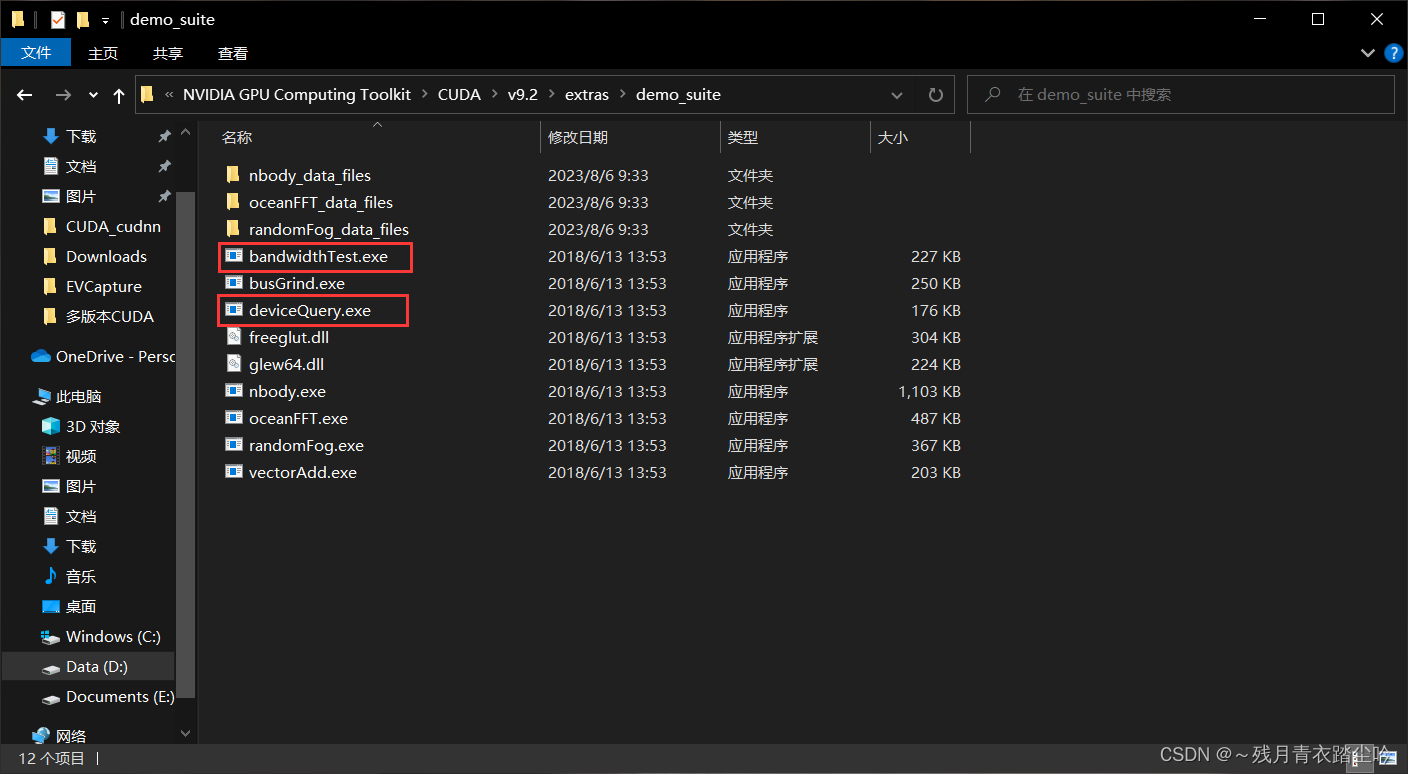 demo_suite
文件 主页 共享 查看 ?
« NVIDIA GPU Computing Toolkit > CUDA > v9.2 > extras > demo_suite 在 demo_suite 中搜索
下载
文档
图片
CUDA_cudnn
Downloads
EVCapture
多版本CUDA
OneDrive - Perso
此电脑
3D 对象
视频
图片
文档
下载
音乐
桌面
Windows (C:)
Data (D:)
Documents (E:)
网络
名称 修改日期 类型 大小
nbody_data_files 2023/8/6 9:33 文件夹
oceanFFT_data_files 2023/8/6 9:33 文件夹
randomFog_data_files 2023/8/6 9:33 文件夹
bandwidthTest.exe 2018/6/13 13:53 应用程序 227 KB
busGrind.exe 2018/6/13 13:53 应用程序 250 KB
deviceQuery.exe 2018/6/13 13:53 应用程序 176 KB
freeglut.dll 2018/6/13 13:53 应用程序扩展 304 KB
glew64.dll 2018/6/13 13:53 应用程序扩展 224 KB
nbody.exe 2018/6/13 13:53 应用程序 1,103 KB
oceanFFT.exe 2018/6/13 13:53 应用程序 487 KB
randomFog.exe 2018/6/13 13:53 应用程序 367 KB
vectorAdd.exe 2018/6/13 13:53 应用程序 203 KB
12 个项目
CSDN @～残月青衣踏尘吟